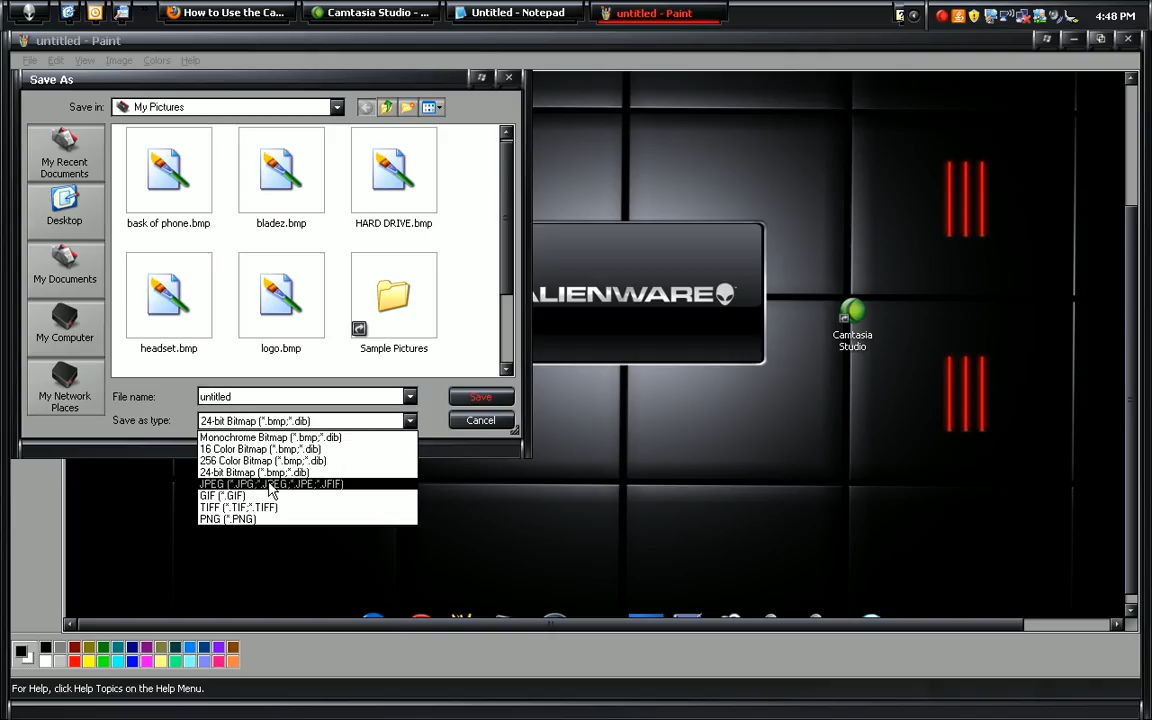 How to Use the Ca...
Camtasia Studio - ...
Untitled - Notepad
untitled - Paint
4:48 PM
untitled - Paint
File Edit View Image Colors Help
Save As
Save in:
My Pictures
My Recent
Documents
Desktop
My Documents
My Computer
My Network
Places
bask of phone.bmp
bladez.bmp
HARD DRIVE.bmp
headset.bmp
logo.bmp
Sample Pictures
File name:
untitled
Save
Save as type:
24-bit Bitmap (*.bmp;*.dib)
Cancel
Monochrome Bitmap (*.bmp;*.dib)
16 Color Bitmap (*.bmp;*.dib)
256 Color Bitmap (*.bmp;*.dib)
24-bit Bitmap (*.bmp;*.dib)
JPEG (*.JPG;*.JPEG;*.JPE;*.JFIF)
GIF (*.GIF)
TIFF (*.TIF;*.TIFF)
PNG (*.PNG)
ALIENWARE
Camtasia
Studio
For Help, click Help Topics on the Help Menu.